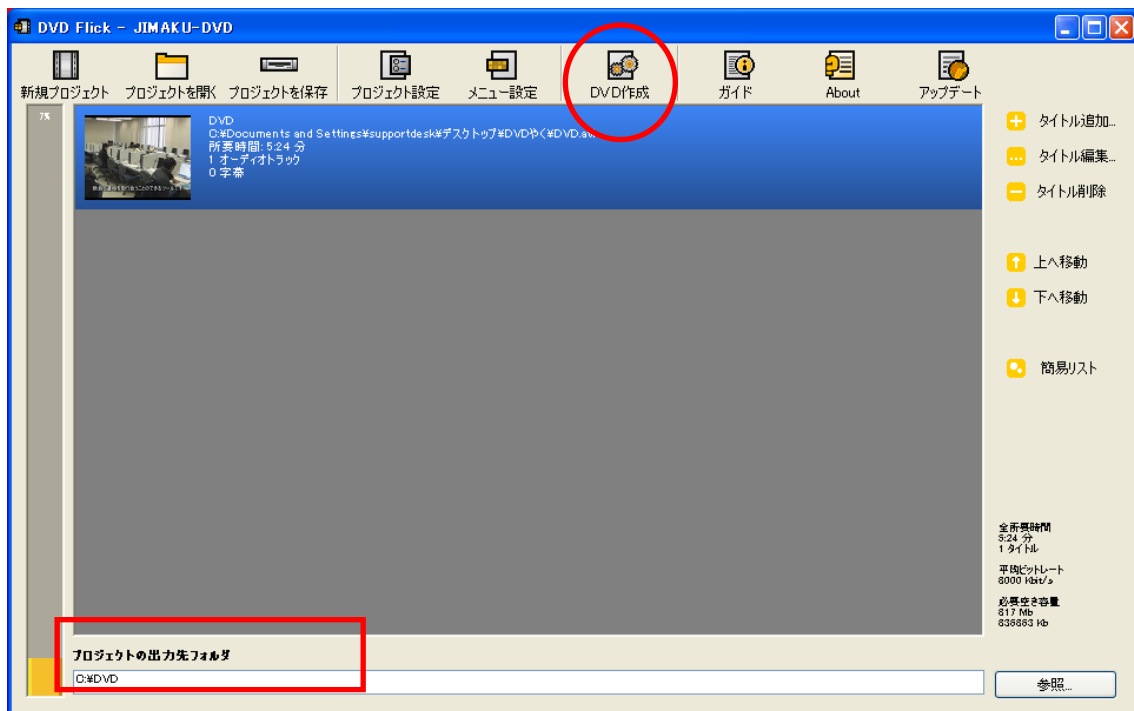 DVD Flick - JIMAKU-DVD
新規プロジェクト プロジェクトを開く プロジェクトを保存 プロジェクト設定 メニュー設定 DVD作成 ガイド About アップデート
7%
DVD
C:¥Documents and Settings¥supportdesk¥デスクトップ¥DVDやく¥DVD.avi
所要時間: 5:24 分
1 オーディオトラック
0 字幕
タイトル追加...
タイトル編集...
タイトル削除
上へ移動
下へ移動
簡易リスト
全所要時間
5:24 分
1 タイトル
平均ビットレート
8000 Kbit/s
必要空き容量
817 Mb
836863 Kb
プロジェクトの出力先フォルダ
C:¥DVD
参照...